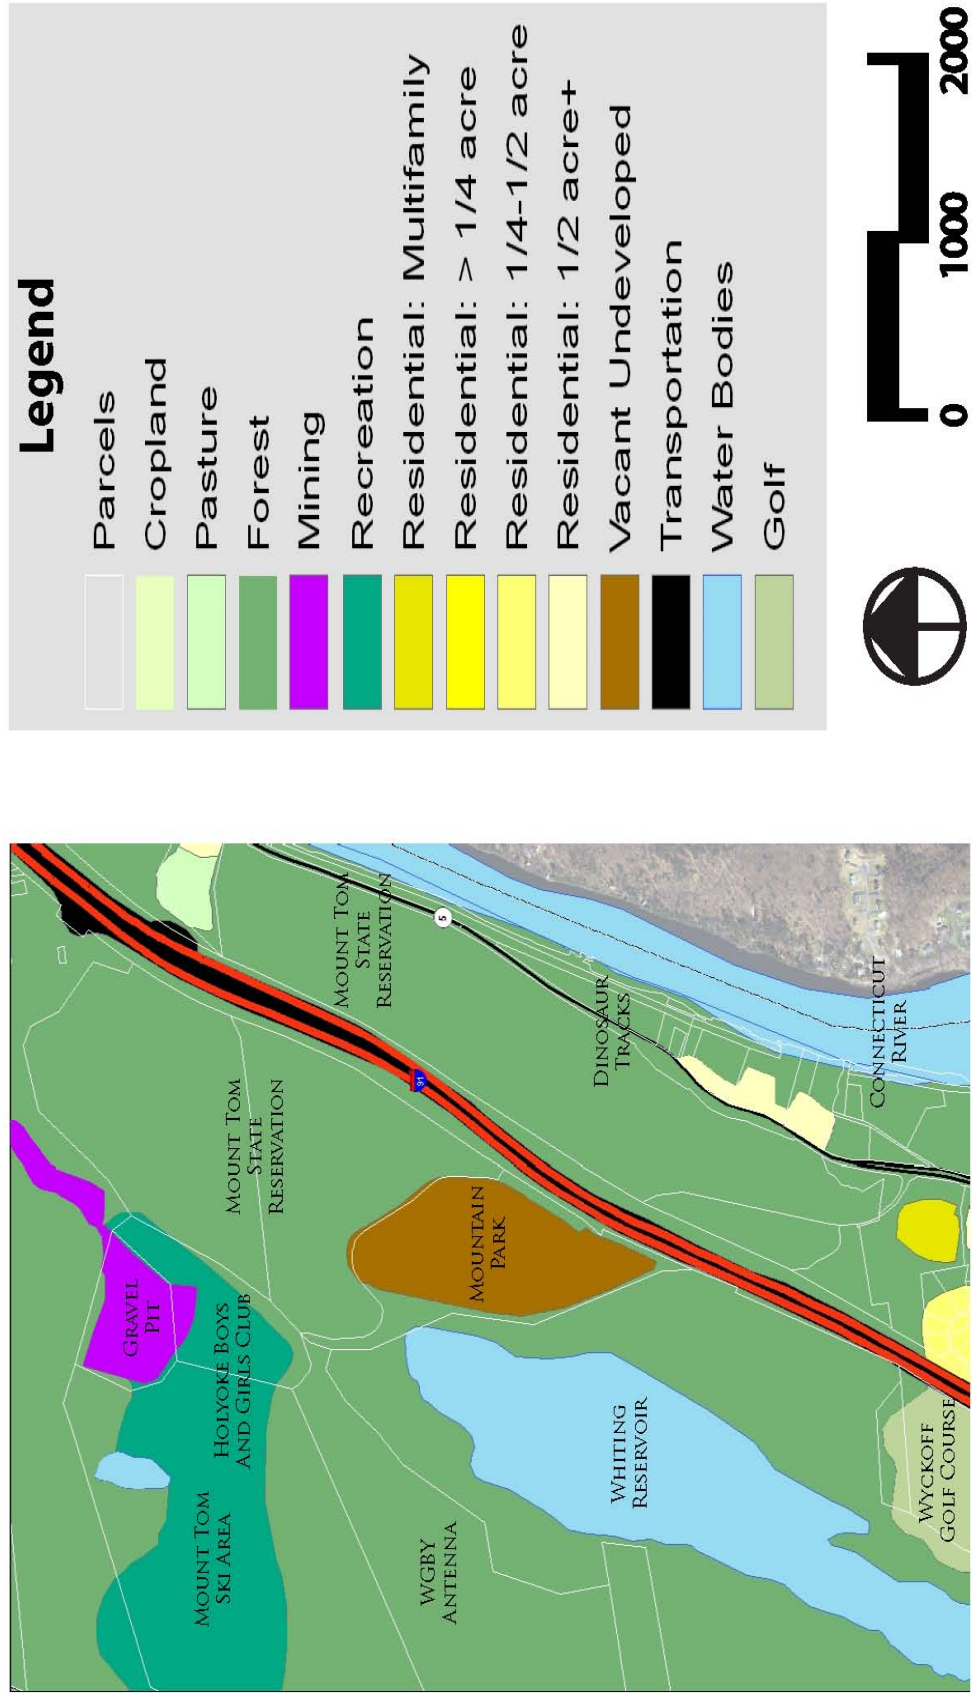 Legend
Parcels
Cropland
Pasture
Forest
Mining
Recreation
Residential: Multifamily
Residential: > 1/4 acre
Residential: 1/4-1/2 acre
Residential: 1/2 acre+
Vacant Undeveloped
Transportation
Water Bodies
Golf
0 1000 2000
GRAVEL
PIT
MOUNT TOM
SKI AREA
HOLYOKE BOYS
AND GIRLS CLUB
MOUNT TOM
STATE
RESERVATION
MOUNT TOM
STATE
RESERVATION
5
91
WGBY
ANTENNA
MOUNTAIN
PARK
DINOSAUR
TRACKS
WHITING
RESERVOIR
CONNECTICUT
RIVER
WYCKOFF
GOLF COURSE